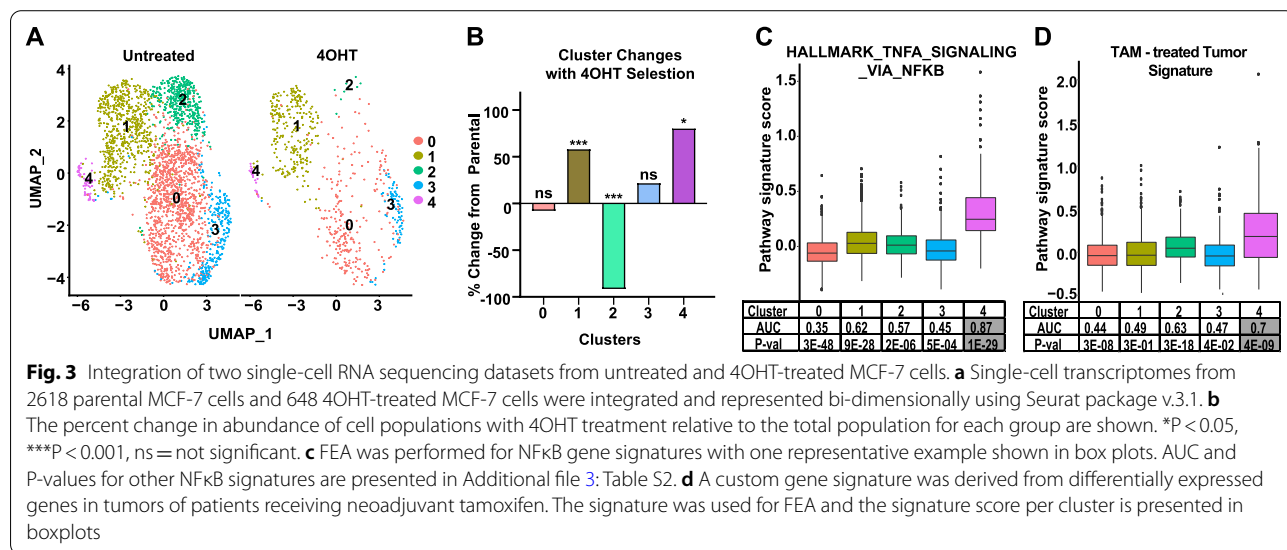 A
Untreated
4OHT
4
2
0
−2
−4
UMAP_2
2
1
4
0
3
2
1
4
3
0
0
1
2
3
4
−6
−3
0
3
−6
−3
0
3
UMAP_1
B
Cluster Changes
with 4OHT Selection
% Change from Parental
100
50
0
-50
-100
ns
***
***
ns
*
0 1 2 3 4
Clusters
C
HALLMARK_TNFA_SIGNALING
_VIA_NFKB
Pathway signature score
1.5
1.0
0.5
0.0
Cluster 0 1 2 3 4
AUC 0.35 0.62 0.57 0.45 0.87
P-val 3E-48 9E-28 2E-06 5E-04 1E-29
D
TAM - treated Tumor
Signature
Pathway signature score
2.0
1.5
1.0
0.5
0.0
−0.5
Cluster 0 1 2 3 4
AUC 0.44 0.49 0.63 0.47 0.7
P-val 3E-08 3E-01 3E-18 4E-02 4E-09
Fig. 3 Integration of two single-cell RNA sequencing datasets from untreated and 4OHT-treated MCF-7 cells. a Single-cell transcriptomes from
2618 parental MCF-7 cells and 648 4OHT-treated MCF-7 cells were integrated and represented bi-dimensionally using Seurat package v.3.1. b
The percent change in abundance of cell populations with 4OHT treatment relative to the total population for each group are shown. *P < 0.05,
***P < 0.001, ns = not significant. c FEA was performed for NFκB gene signatures with one representative example shown in box plots. AUC and
P-values for other NFκB signatures are presented in Additional file 3: Table S2. d A custom gene signature was derived from differentially expressed
genes in tumors of patients receiving neoadjuvant tamoxifen. The signature was used for FEA and the signature score per cluster is presented in
boxplots